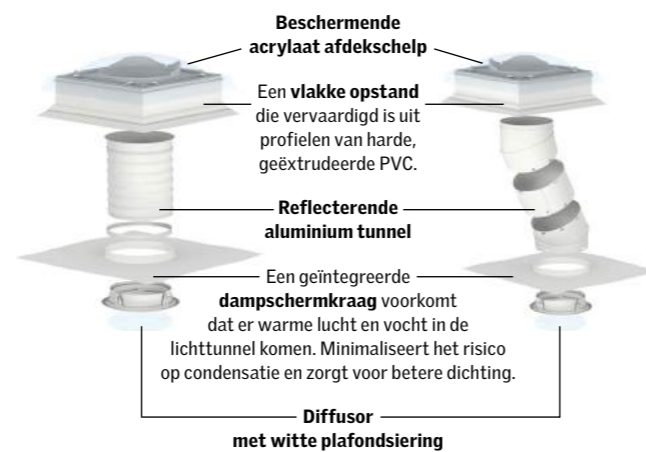 Beschermende
acrylaat afdekschelp
Een vlakke opstand
die vervaardigd is uit
profielen van harde,
geëxtrudeerde PVC.
Reflecterende
aluminium tunnel
Een geïntegreerde
dampschermkraag voorkomt
dat er warme lucht en vocht in de
lichttunnel komen. Minimaliseert het risico
op condensatie en zorgt voor betere dichting.
Diffusor
met witte plafondsiering